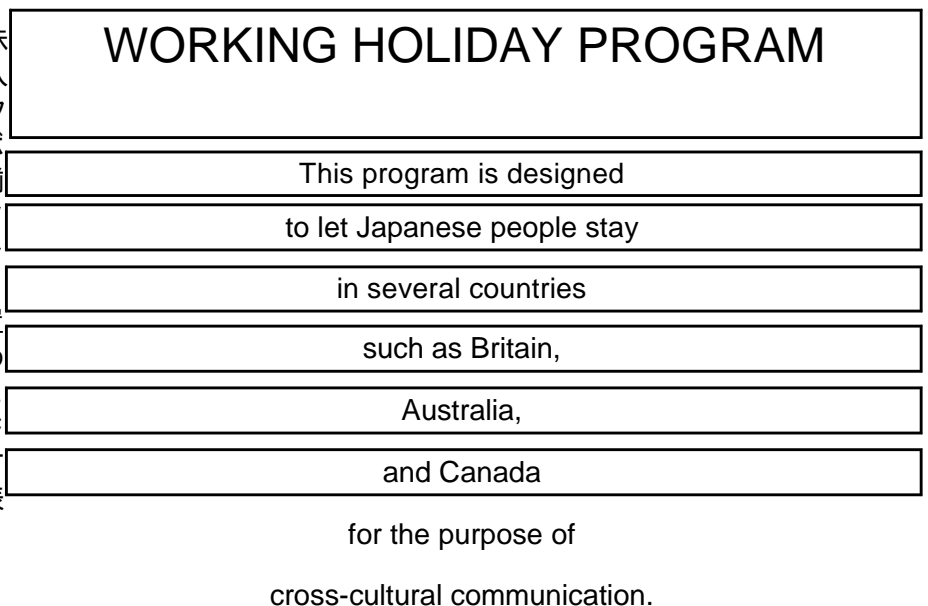 WORKING HOLIDAY PROGRAM
This program is designed
to let Japanese people stay
in several countries
such as Britain,
Australia,
and Canada
for the purpose of
cross-cultural communication.